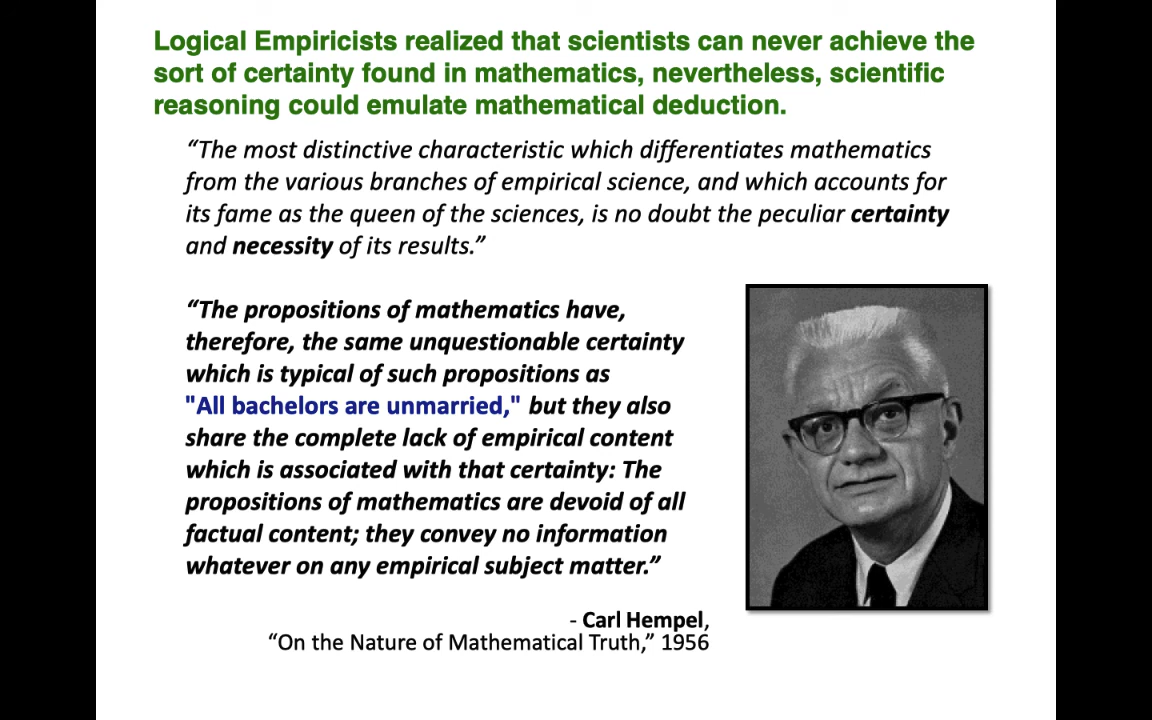 Logical Empiricists realized that scientists can never achieve the
sort of certainty found in mathematics, nevertheless, scientific
reasoning could emulate mathematical deduction.
“The most distinctive characteristic which differentiates mathematics
from the various branches of empirical science, and which accounts for
its fame as the queen of the sciences, is no doubt the peculiar certainty
and necessity of its results.”
“The propositions of mathematics have,
therefore, the same unquestionable certainty
which is typical of such propositions as
"All bachelors are unmarried," but they also
share the complete lack of empirical content
which is associated with that certainty: The
propositions of mathematics are devoid of all
factual content; they convey no information
whatever on any empirical subject matter.”
- Carl Hempel,
“On the Nature of Mathematical Truth,” 1956